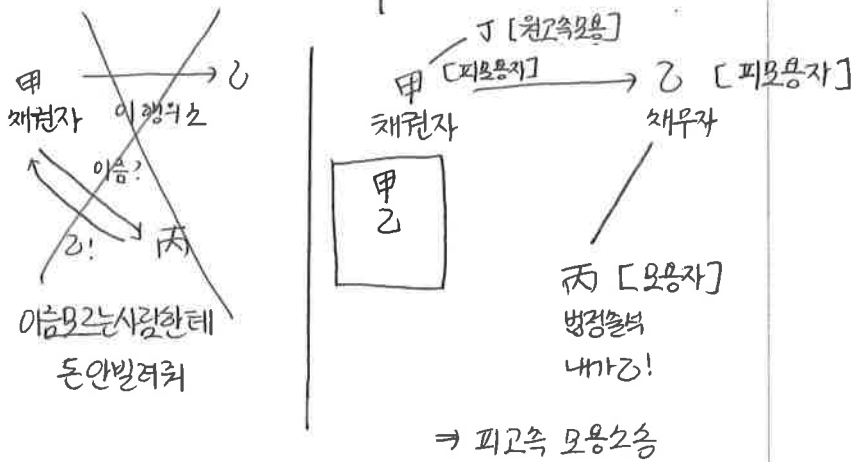 甲 → 乙
채권자 이행의 소
이름?
乙!
丙
이름모르는사람한테
돈안빌려줘
丁 [원고측모용]
甲 [피모용자] → 乙 [피모용자]
채권자 채무자
甲
乙
丙 [모용자]
법정출석
내가乙!
⇒ 피고측 모용소송